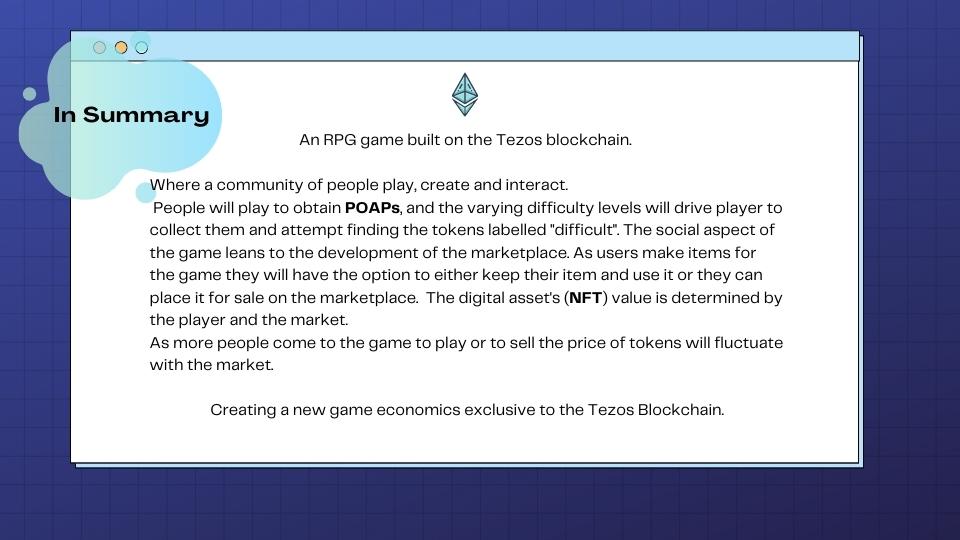 In Summary
An RPG game built on the Tezos blockchain.
Where a community of people play, create and interact.
People will play to obtain POAPs, and the varying difficulty levels will drive player to
collect them and attempt finding the tokens labelled "difficult". The social aspect of
the game leans to the development of the marketplace. As users make items for
the game they will have the option to either keep their item and use it or they can
place it for sale on the marketplace. The digital asset's (NFT) value is determined by
the player and the market.
As more people come to the game to play or to sell the price of tokens will fluctuate
with the market.
Creating a new game economics exclusive to the Tezos Blockchain.